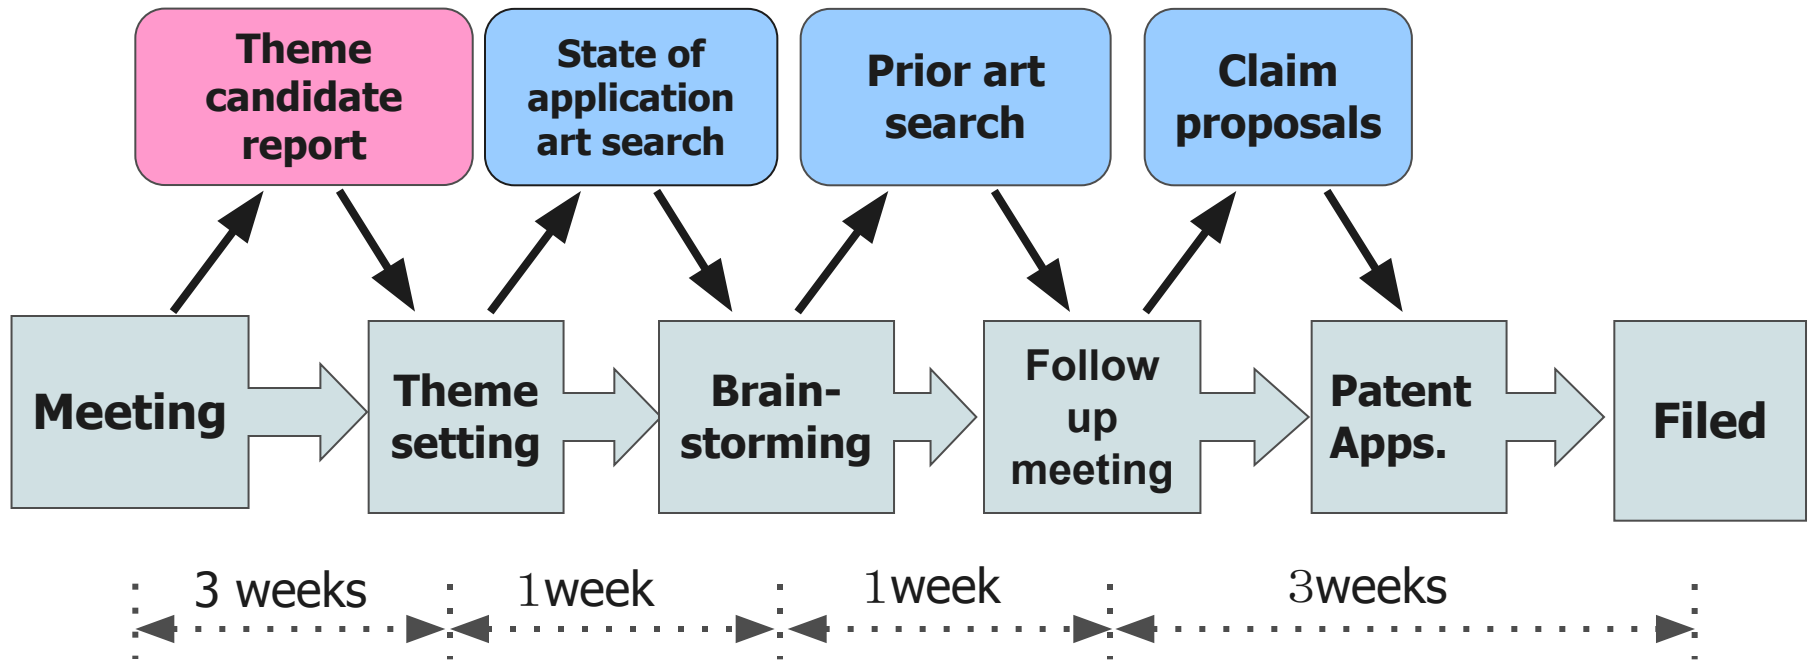 Theme
candidate
report
State of
application
art search
Prior art
search
Claim
proposals
Meeting
Theme
setting
Brain-
storming
Follow
up
meeting
Patent
Apps.
Filed
3 weeks
1week
1week
3weeks